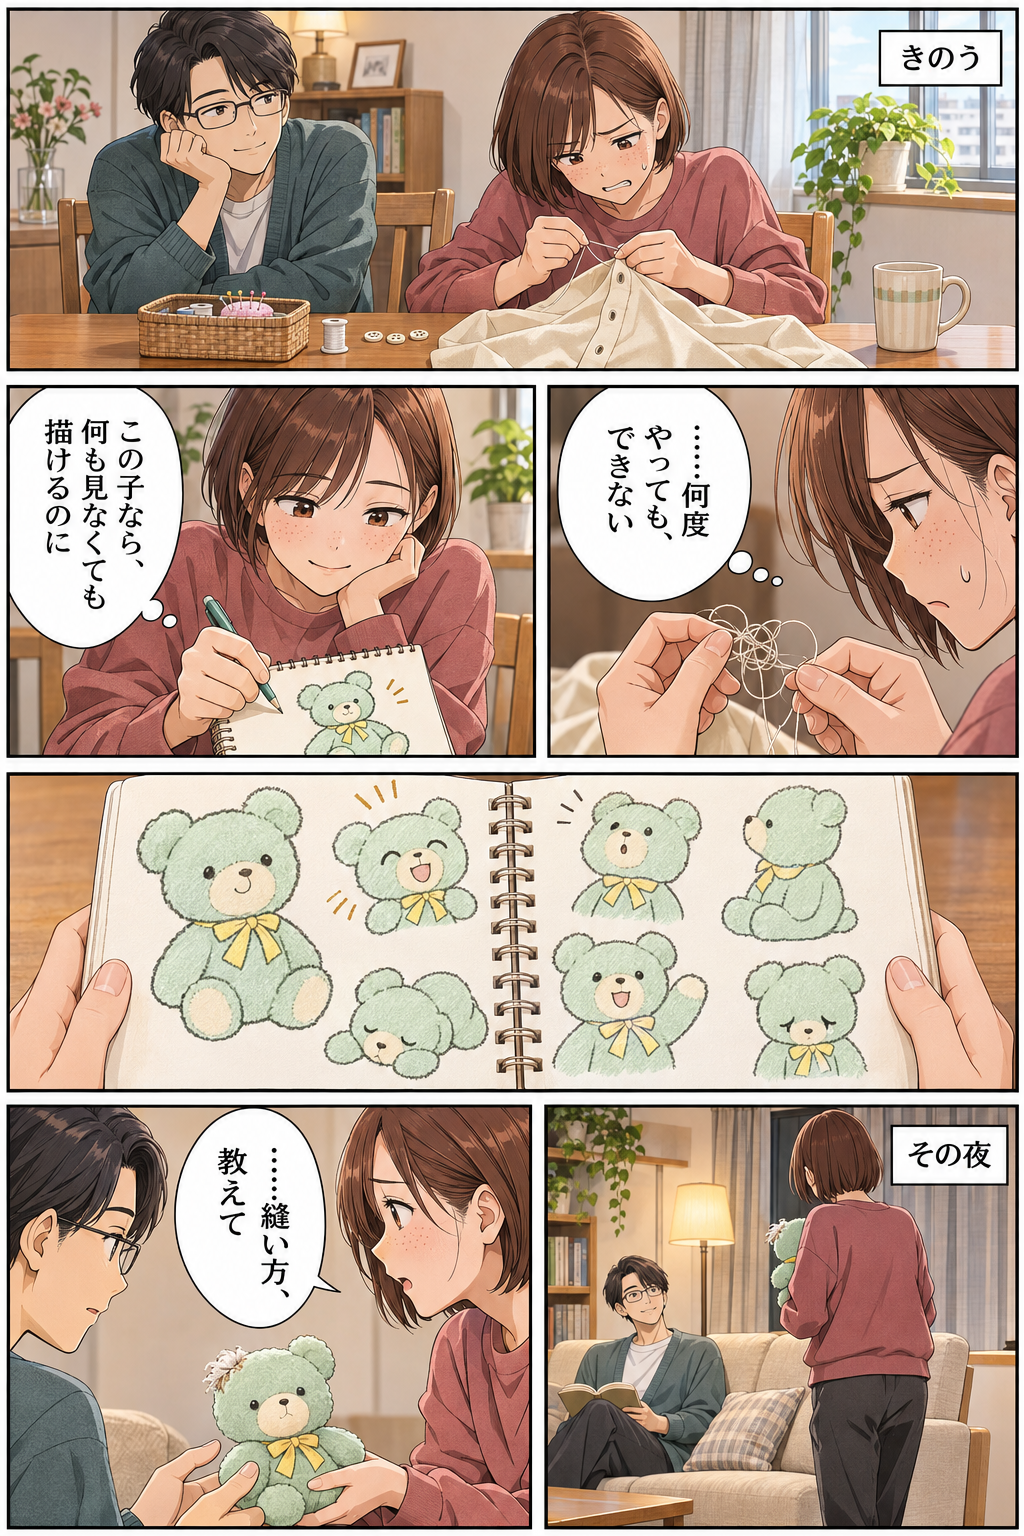 きのう
……何度
やっても、
できない
この子なら、
何も見なくても
描けるのに
その夜
……縫い方、
教えて